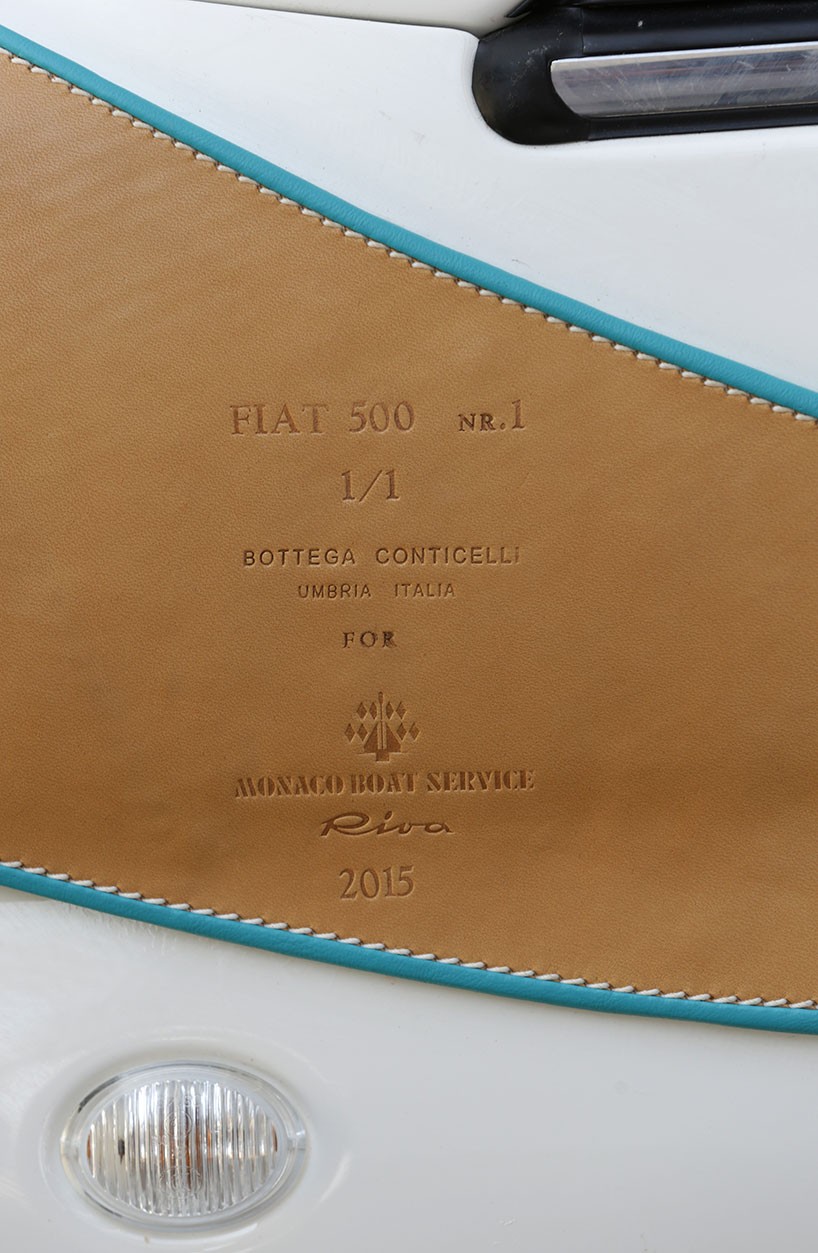 FIAT 500 NR.1
1/1
BOTTEGA CONTICELLI
UMBRIA ITALIA
FOR
MONACO BOAT SERVICE
Riva
2015